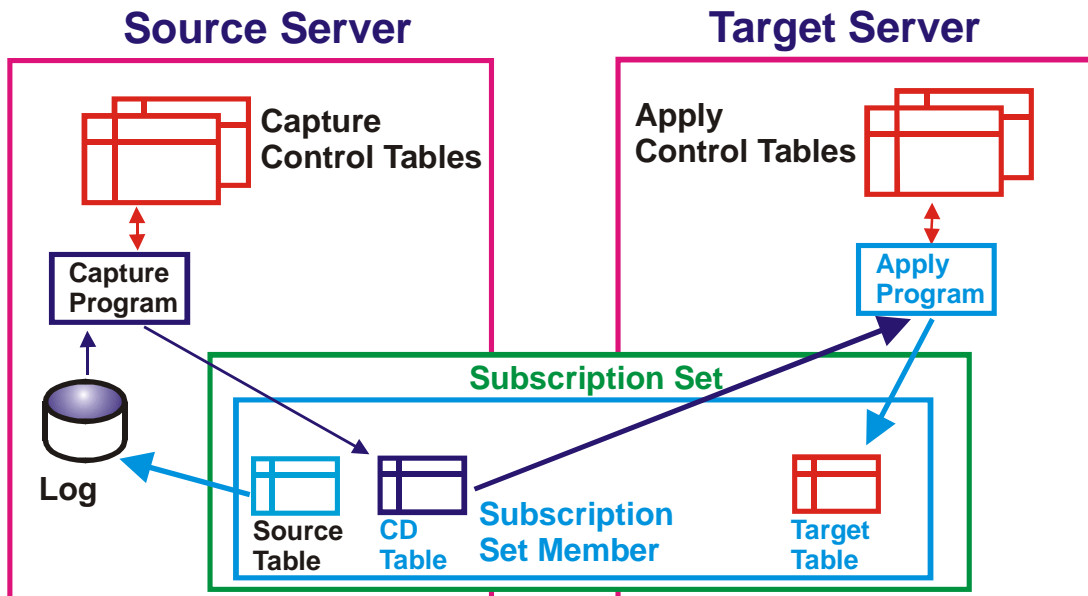 Source Server
Target Server
Capture
Control Tables
Apply
Control Tables
Capture
Program
Apply
Program
Subscription Set
Log
Source
Table
CD
Table
Subscription
Set Member
Target
Table